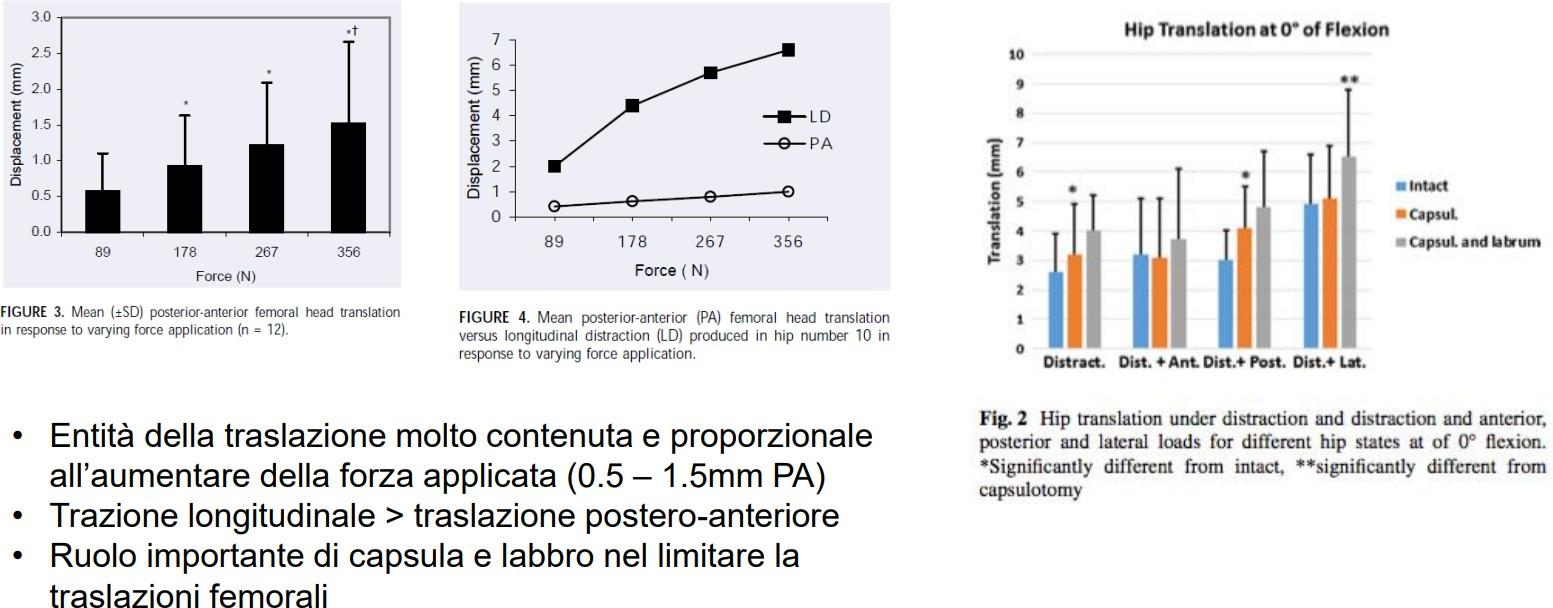 3.0
2.5
2.0
1.5
1.0
0.5
0.0
Displacement (mm)
*
*
*†
89 178 267 356
Force (N)
FIGURE 3. Mean (±SD) posterior-anterior femoral head translation
in response to varying force application (n = 12).
7
6
5
4
3
2
1
0
Displacement (mm)
LD
PA
89 178 267 356
Force ( N)
FIGURE 4. Mean posterior-anterior (PA) femoral head translation
versus longitudinal distraction (LD) produced in hip number 10 in
response to varying force application.
Hip Translation at 0° of Flexion
10
9
8
7
6
5
4
3
2
1
0
Translation (mm)
*
*
**
Intact
Capsul.
Capsul. and labrum
Distract. Dist. + Ant. Dist.+ Post. Dist.+ Lat.
Fig. 2 Hip translation under distraction and distraction and anterior,
posterior and lateral loads for different hip states at of 0° flexion.
*Significantly different from intact, **significantly different from
capsulotomy
• Entità della traslazione molto contenuta e proporzionale
all’aumentare della forza applicata (0.5 – 1.5mm PA)
• Trazione longitudinale > traslazione postero-anteriore
• Ruolo importante di capsula e labbro nel limitare la
traslazioni femorali